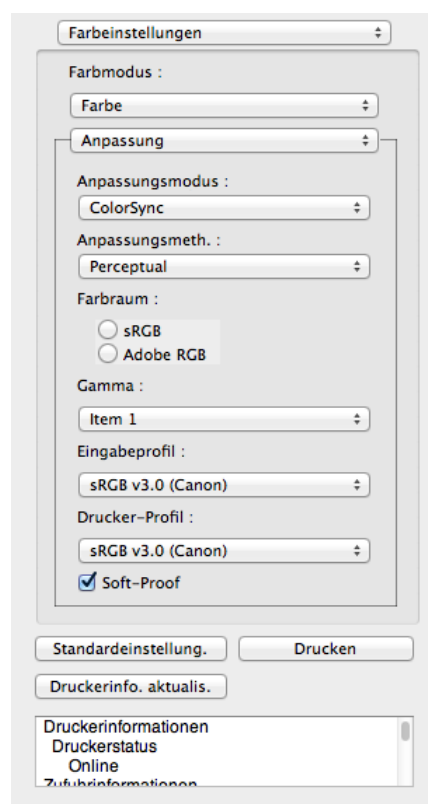 Farbeinstellungen
Farbmodus :
Farbe
Anpassung
Anpassungsmodus :
ColorSync
Anpassungsmeth. :
Perceptual
Farbraum :
sRGB
Adobe RGB
Gamma :
Item 1
Eingabeprofil :
sRGB v3.0 (Canon)
Drucker-Profil :
sRGB v3.0 (Canon)
Soft-Proof
Standardeinstellung. Drucken
Druckerinfo. aktualis.
Druckerinformationen
Druckerstatus
Online
Zufuhrinformationen